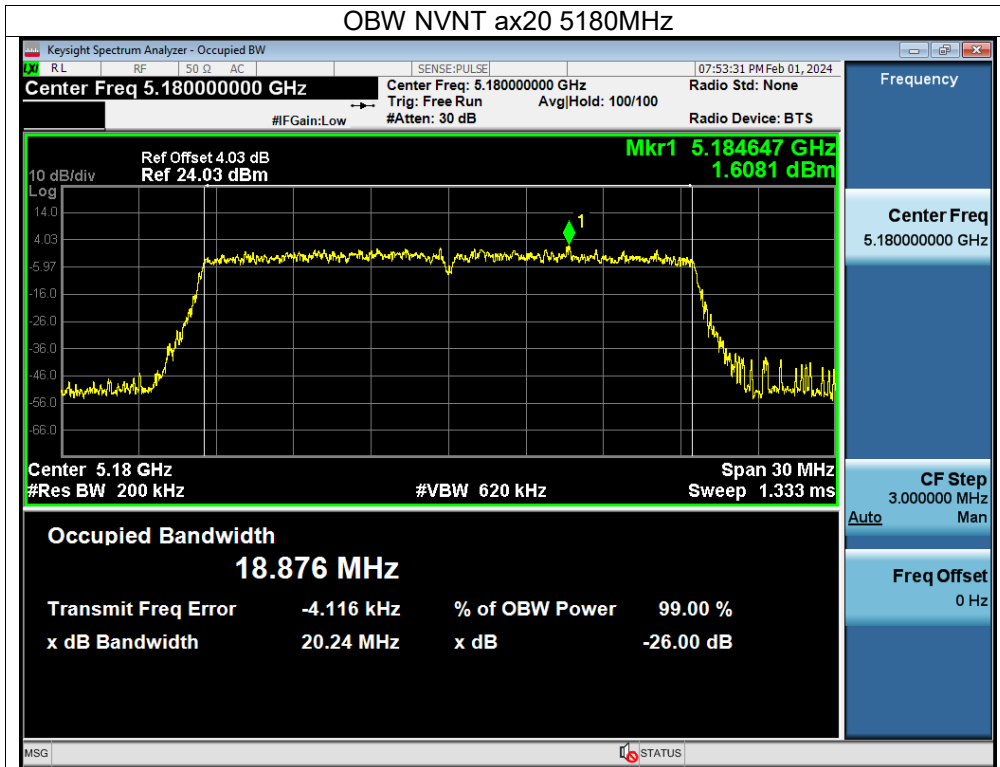 OBW NVNT ax20 5180MHz
Keysight Spectrum Analyzer - Occupied BW
LXI RL RF 50 Ω AC SENSE:PULSE 07:53:31 PM Feb 01, 2024
Center Freq 5.180000000 GHz
Center Freq: 5.180000000 GHz Radio Std: None
Trig: Free Run Avg|Hold: 100/100
#IFGain:Low #Atten: 30 dB Radio Device: BTS
Mkr1 5.184647 GHz
1.6081 dBm
Ref Offset 4.03 dB
10 dB/div Ref 24.03 dBm
Log
14.0
4.03
-5.97
-16.0
-26.0
-36.0
-46.0
-56.0
-66.0
1
Center 5.18 GHz Span 30 MHz
#Res BW 200 kHz #VBW 620 kHz Sweep 1.333 ms
Occupied Bandwidth
18.876 MHz
Transmit Freq Error -4.116 kHz % of OBW Power 99.00 %
x dB Bandwidth 20.24 MHz x dB -26.00 dB
Frequency
Center Freq
5.180000000 GHz
CF Step
3.000000 MHz
Auto Man
Freq Offset
0 Hz
MSG STATUS